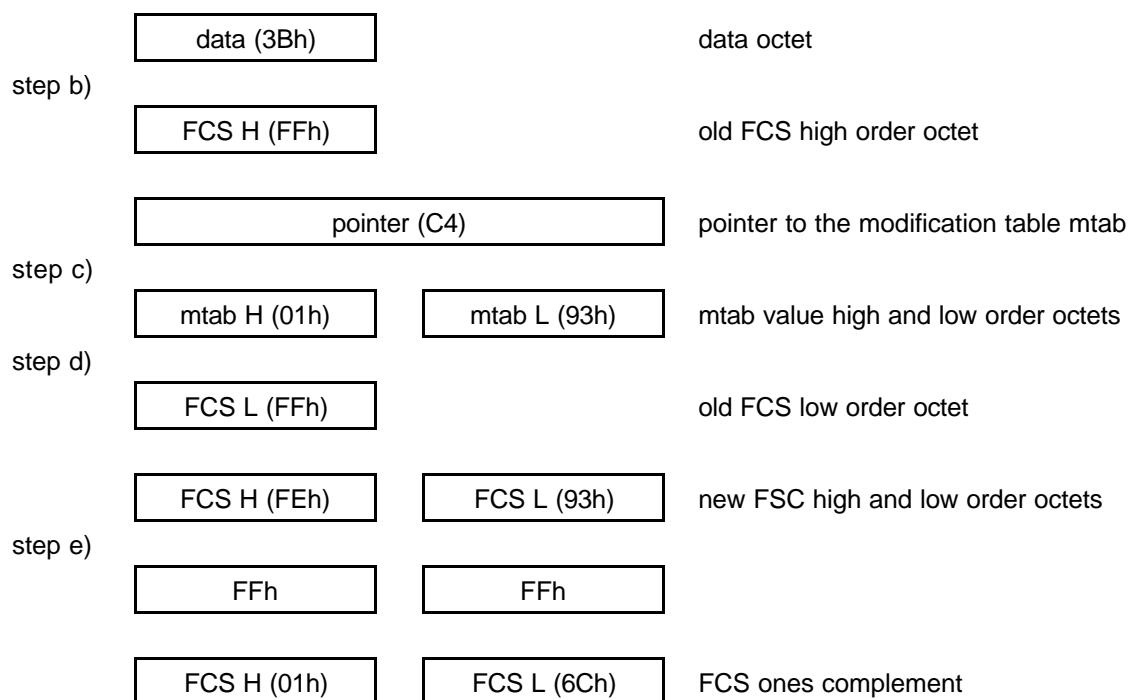 data (3Bh) data octet
step b)
FCS H (FFh) old FCS high order octet
pointer (C4) pointer to the modification table mtab
step c)
mtab H (01h) mtab L (93h) mtab value high and low order octets
step d)
FCS L (FFh) old FCS low order octet
FCS H (FEh) FCS L (93h) new FSC high and low order octets
step e)
FFh FFh
FCS H (01h) FCS L (6Ch) FCS ones complement